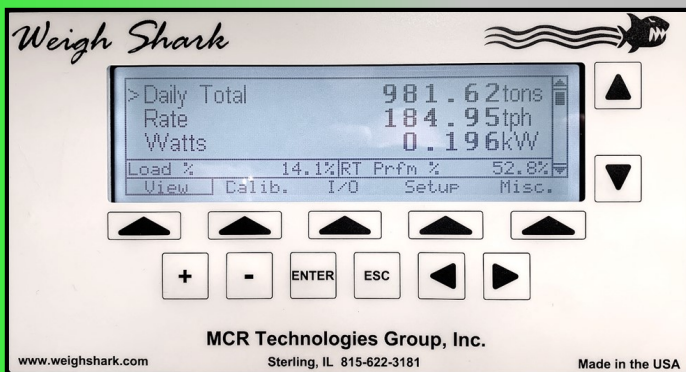 Weigh Shark
>Daily Total 981.62tons
Rate 184.95tph
Watts 0.196kW
Load % 14.1% RT Prfm % 52.8%
View Calib. I/O Setup Misc.
+ - ENTER ESC
MCR Technologies Group, Inc.
www.weighshark.com Sterling, IL 815-622-3181 Made in the USA